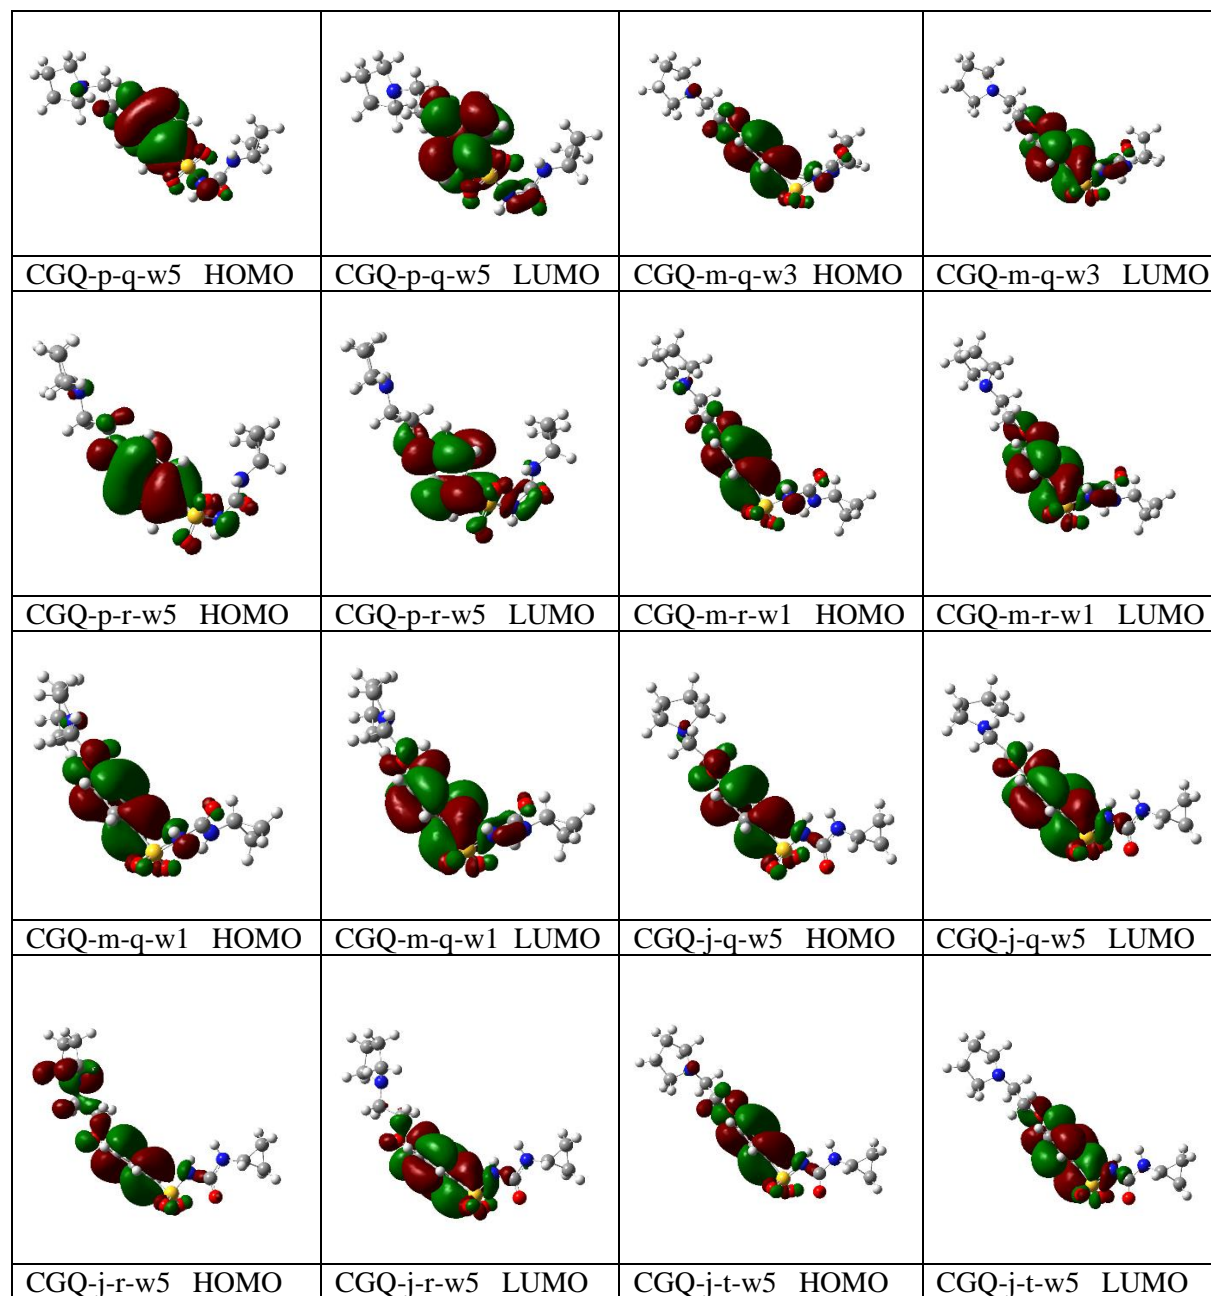 CGQ-p-q-w5 HOMO CGQ-p-q-w5 LUMO CGQ-m-q-w3 HOMO CGQ-m-q-w3 LUMO
CGQ-p-r-w5 HOMO CGQ-p-r-w5 LUMO CGQ-m-r-w1 HOMO CGQ-m-r-w1 LUMO
CGQ-m-q-w1 HOMO CGQ-m-q-w1 LUMO CGQ-j-q-w5 HOMO CGQ-j-q-w5 LUMO
CGQ-j-r-w5 HOMO CGQ-j-r-w5 LUMO CGQ-j-t-w5 HOMO CGQ-j-t-w5 LUMO